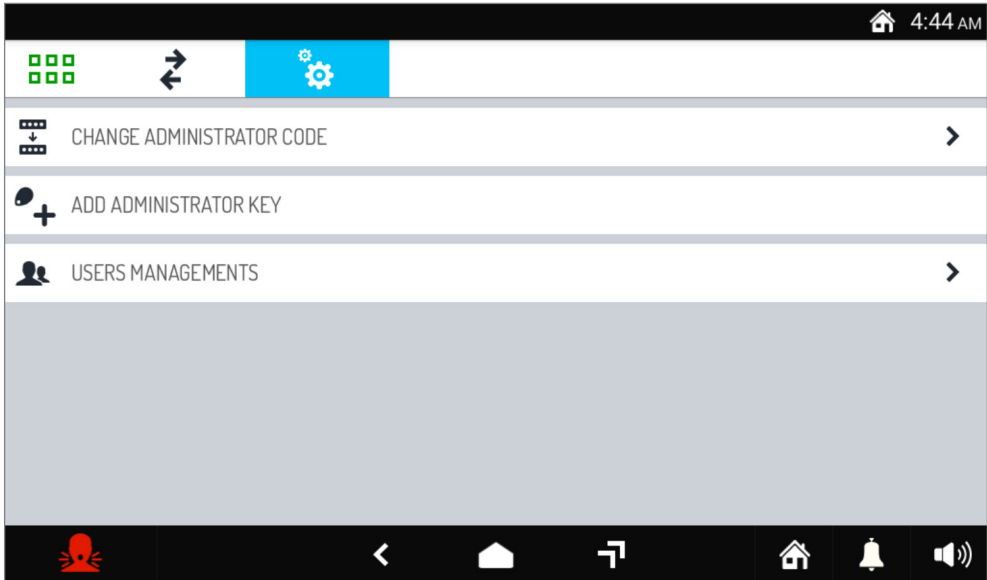 4:44 AM
CHANGE ADMINISTRATOR CODE
ADD ADMINISTRATOR KEY
USERS MANAGEMENTS